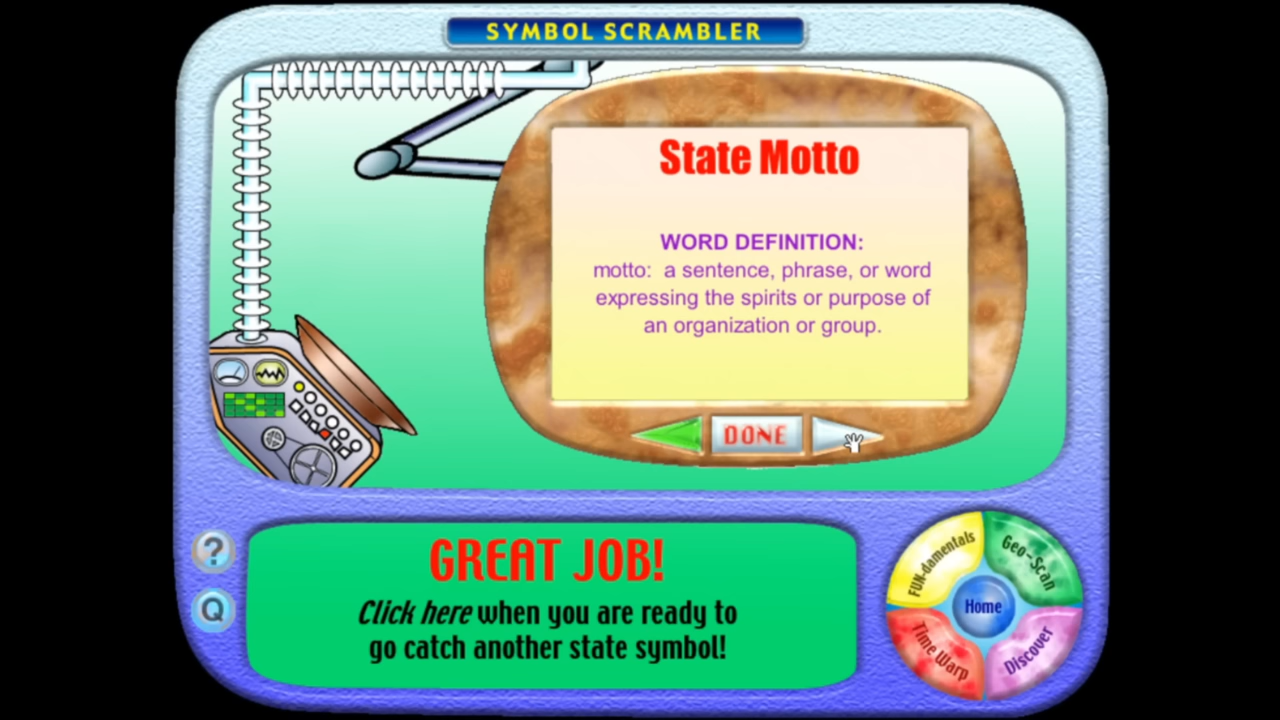 SYMBOL SCRAMBLER
State Motto
WORD DEFINITION:
motto: a sentence, phrase, or word
expressing the spirits or purpose of
an organization or group.
DONE
GREAT JOB!
Click here when you are ready to
go catch another state symbol!
?
Q
FUN-damentals
Geo-Scan
Home
Time Warp
Discover